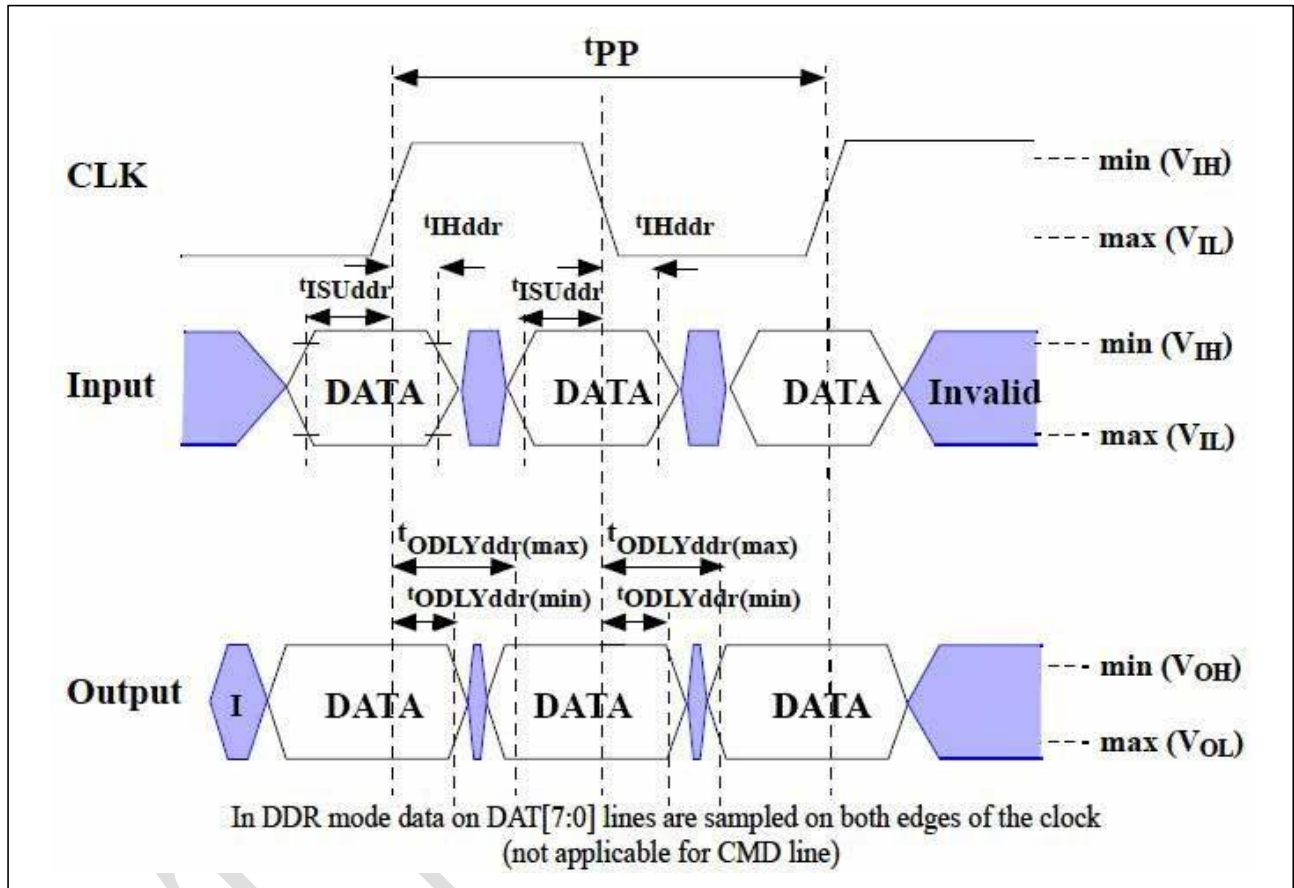 tPP
CLK
min (VIH)
max (VIL)
tIHddr
tIHddr
tISUddr
tISUddr
Input
DATA
DATA
DATA
Invalid
min (VIH)
max (VIL)
tODLYddr(max)
tODLYddr(max)
tODLYddr(min)
tODLYddr(min)
Output
I
DATA
DATA
DATA
min (VOH)
max (VOL)
In DDR mode data on DAT[7:0] lines are sampled on both edges of the clock
(not applicable for CMD line)